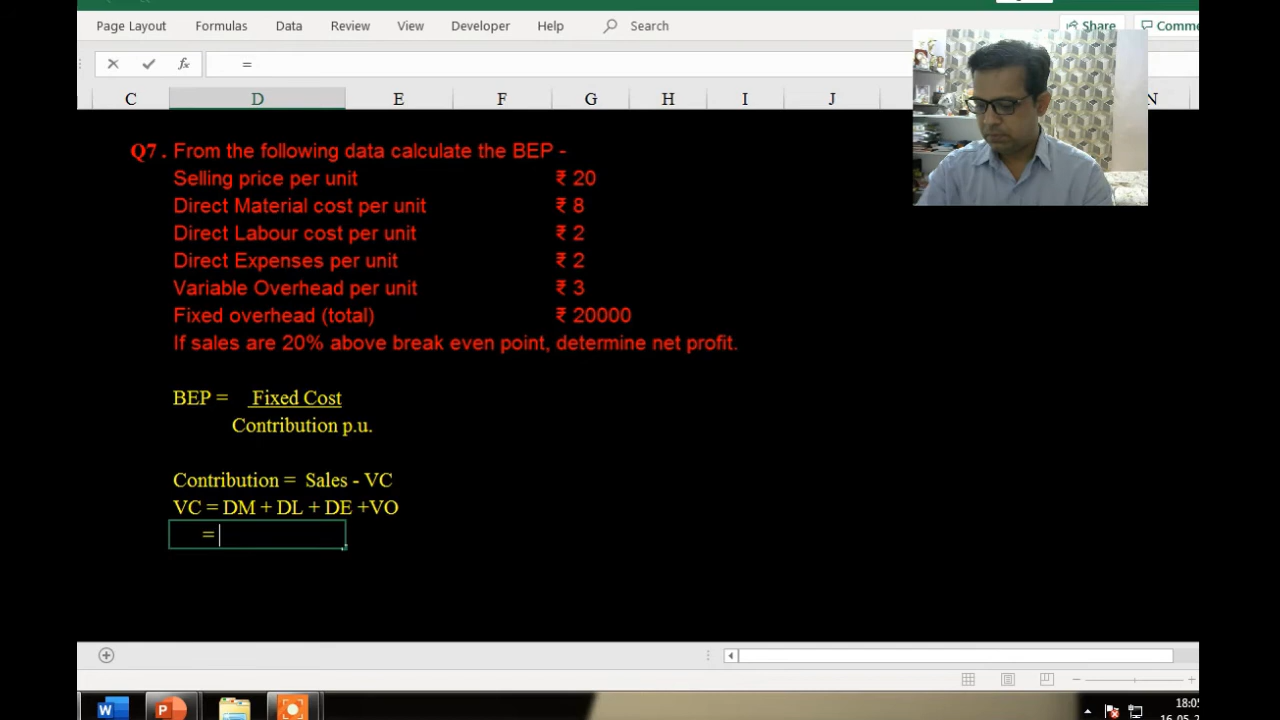 Page Layout Formulas Data Review View Developer Help Search Share
fx =
C D E F G H I J N
Q7 . From the following data calculate the BEP -
Selling price per unit ₹ 20
Direct Material cost per unit ₹ 8
Direct Labour cost per unit ₹ 2
Direct Expenses per unit ₹ 2
Variable Overhead per unit ₹ 3
Fixed overhead (total) ₹ 20000
If sales are 20% above break even point, determine net profit.
BEP = Fixed Cost
Contribution p.u.
Contribution = Sales - VC
VC = DM + DL + DE +VO
=
18:05